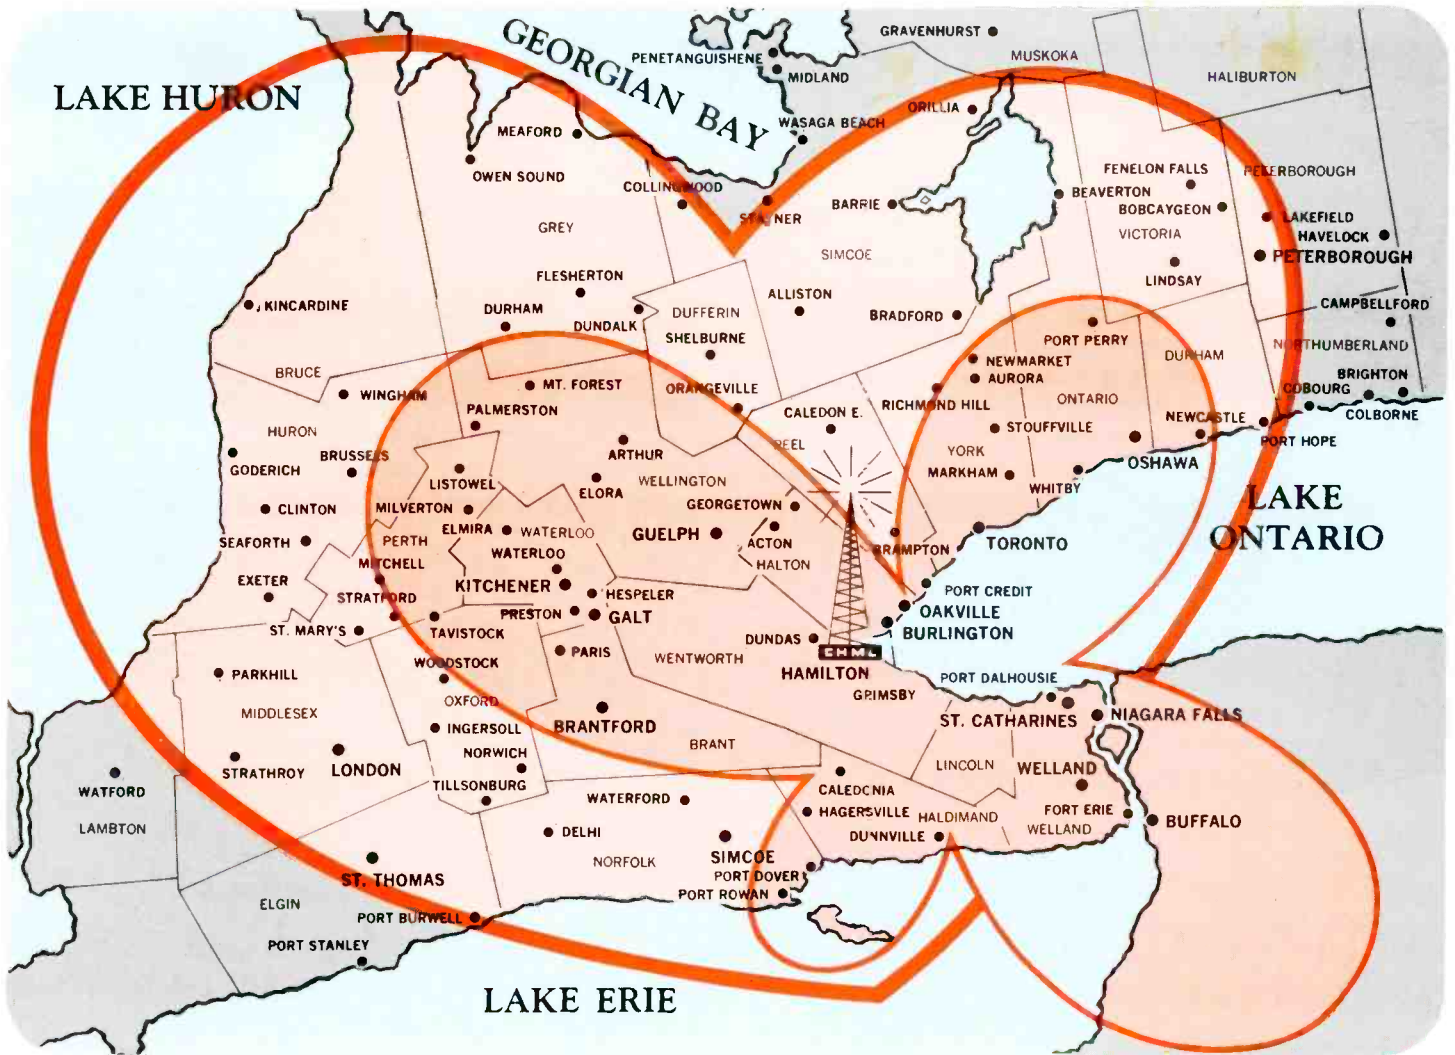 GRAVENHURST
MUSKOKA
PENETANGUISHENE
MIDLAND
HALIBURTON
GEORGIAN BAY
LAKE HURON
ORILLIA
WASAGA BEACH
MEAFORD
OWEN SOUND
COLLINGWOOD
FENELON FALLS
PETERBOROUGH
BEAVERTON
BARRIE
BOBCAYGEON
LAKEFIELD
STAYNER
GREY
VICTORIA
HAVELOCK
SIMCOE
PETERBOROUGH
FLESHERTON
LINDSAY
ALLISTON
KINCARDINE
DURHAM
DUNDALK
DUFFERIN
BRADFORD
CAMPBELLFORD
SHELBURNE
PORT PERRY
NORTHUMBERLAND
DURHAM
NEWMARKET
BRUCE
AURORA
BRIGHTON
MT. FOREST
ORANGEVILLE
COBOURG
WINGHAM
RICHMOND HILL
ONTARIO
PALMERSTON
CALEDON E.
NEWCASTLE
COLBORNE
HURON
STOUFFVILLE
PEEL
PORT HOPE
ARTHUR
YORK
BRUSSELS
GODERICH
OSHAWA
MARKHAM
WELLINGTON
LISTOWEL
WHITBY
ELORA
LAKE
ONTARIO
GEORGETOWN
CLINTON
MILVERTON
ELMIRA
WATERLOO
GUELPH
SEAFORTH
PERTH
ACTON
TORONTO
BRAMPTON
WATERLOO
MITCHELL
HALTON
EXETER
KITCHENER
PORT CREDIT
HESPELER
STRATFORD
OAKVILLE
PRESTON
GALT
ST. MARY'S
TAVISTOCK
BURLINGTON
DUNDAS
PARIS
CHML
WENTWORTH
WOODSTOCK
HAMILTON
PARKHILL
PORT DALHOUSIE
GRIMSBY
OXFORD
MIDDLESEX
ST. CATHARINES
NIAGARA FALLS
INGERSOLL
BRANTFORD
BRANT
NORWICH
LINCOLN
WELLAND
STRATHROY
LONDON
TILLSONBURG
WATFORD
CALEDONIA
WATERFORD
HAGERSVILLE
FORT ERIE
HALDIMAND
BUFFALO
LAMBTON
DELHI
DUNNVILLE
WELLAND
SIMCOE
NORFOLK
PORT DOVER
ST. THOMAS
PORT ROWAN
ELGIN
PORT BURWELL
PORT STANLEY
LAKE ERIE